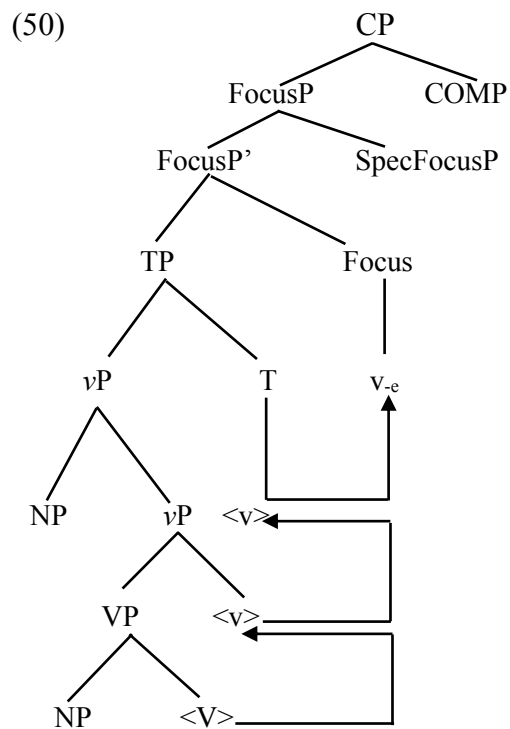 (50) CP
FocusP COMP
FocusP’ SpecFocusP
TP Focus
vP T v-e
NP vP <v>
VP <v>
NP <V>